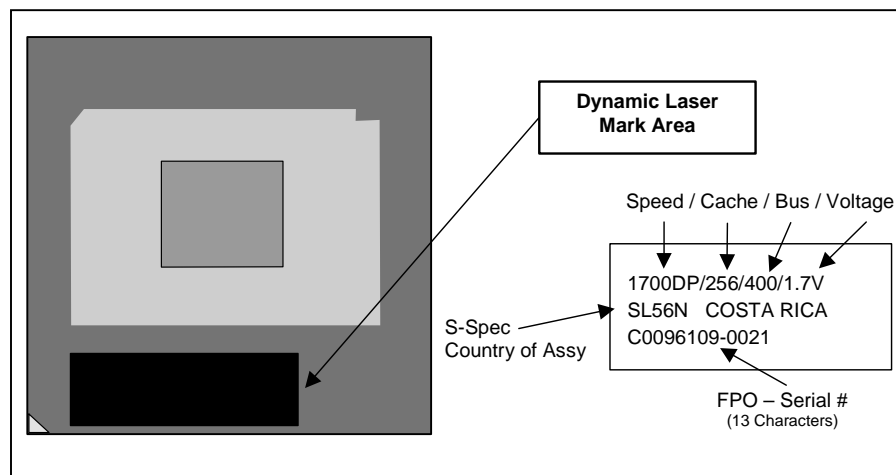 Dynamic Laser
Mark Area
Speed / Cache / Bus / Voltage
1700DP/256/400/1.7V
SL56N COSTA RICA
C0096109-0021
S-Spec
Country of Assy
FPO – Serial #
(13 Characters)